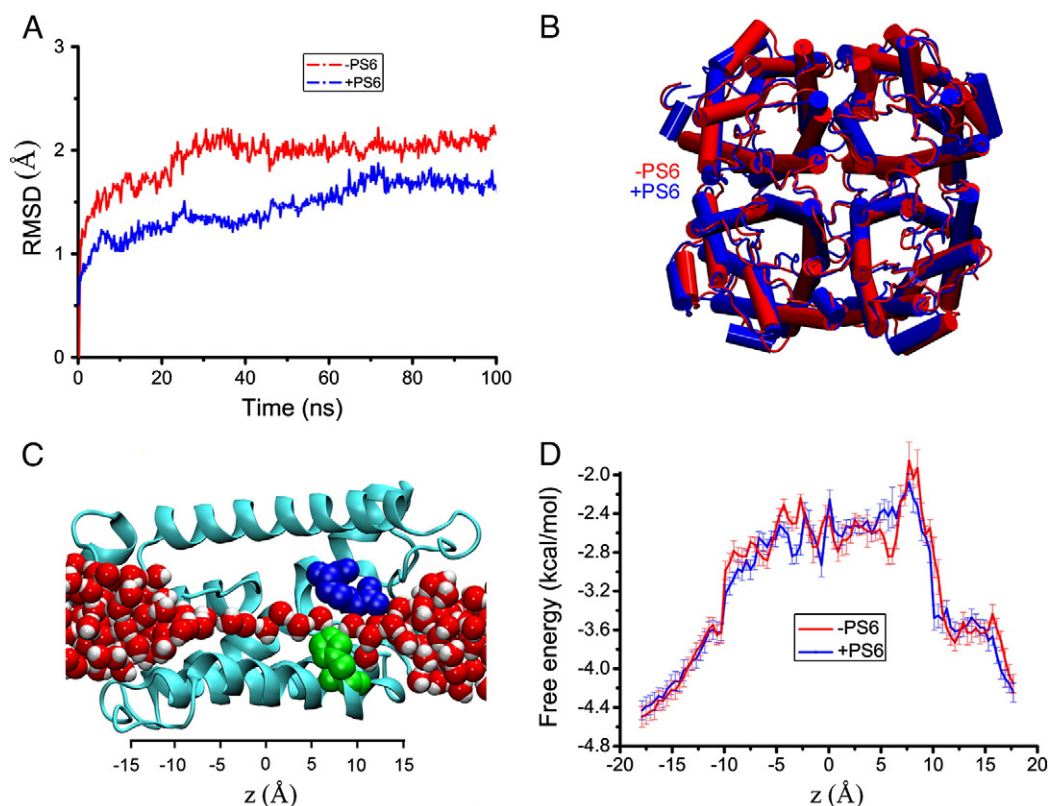 A
3
2
1
0
RMSD (Å)
0
20
40
60
80
100
Time (ns)
-PS6
+PS6
B
-PS6
+PS6
C
-15
-10
-5
0
5
10
15
z (Å)
D
-2.0
-2.4
-2.8
-3.2
-3.6
-4.0
-4.4
-4.8
Free energy (kcal/mol)
-PS6
+PS6
-20
-15
-10
-5
0
5
10
15
20
z (Å)